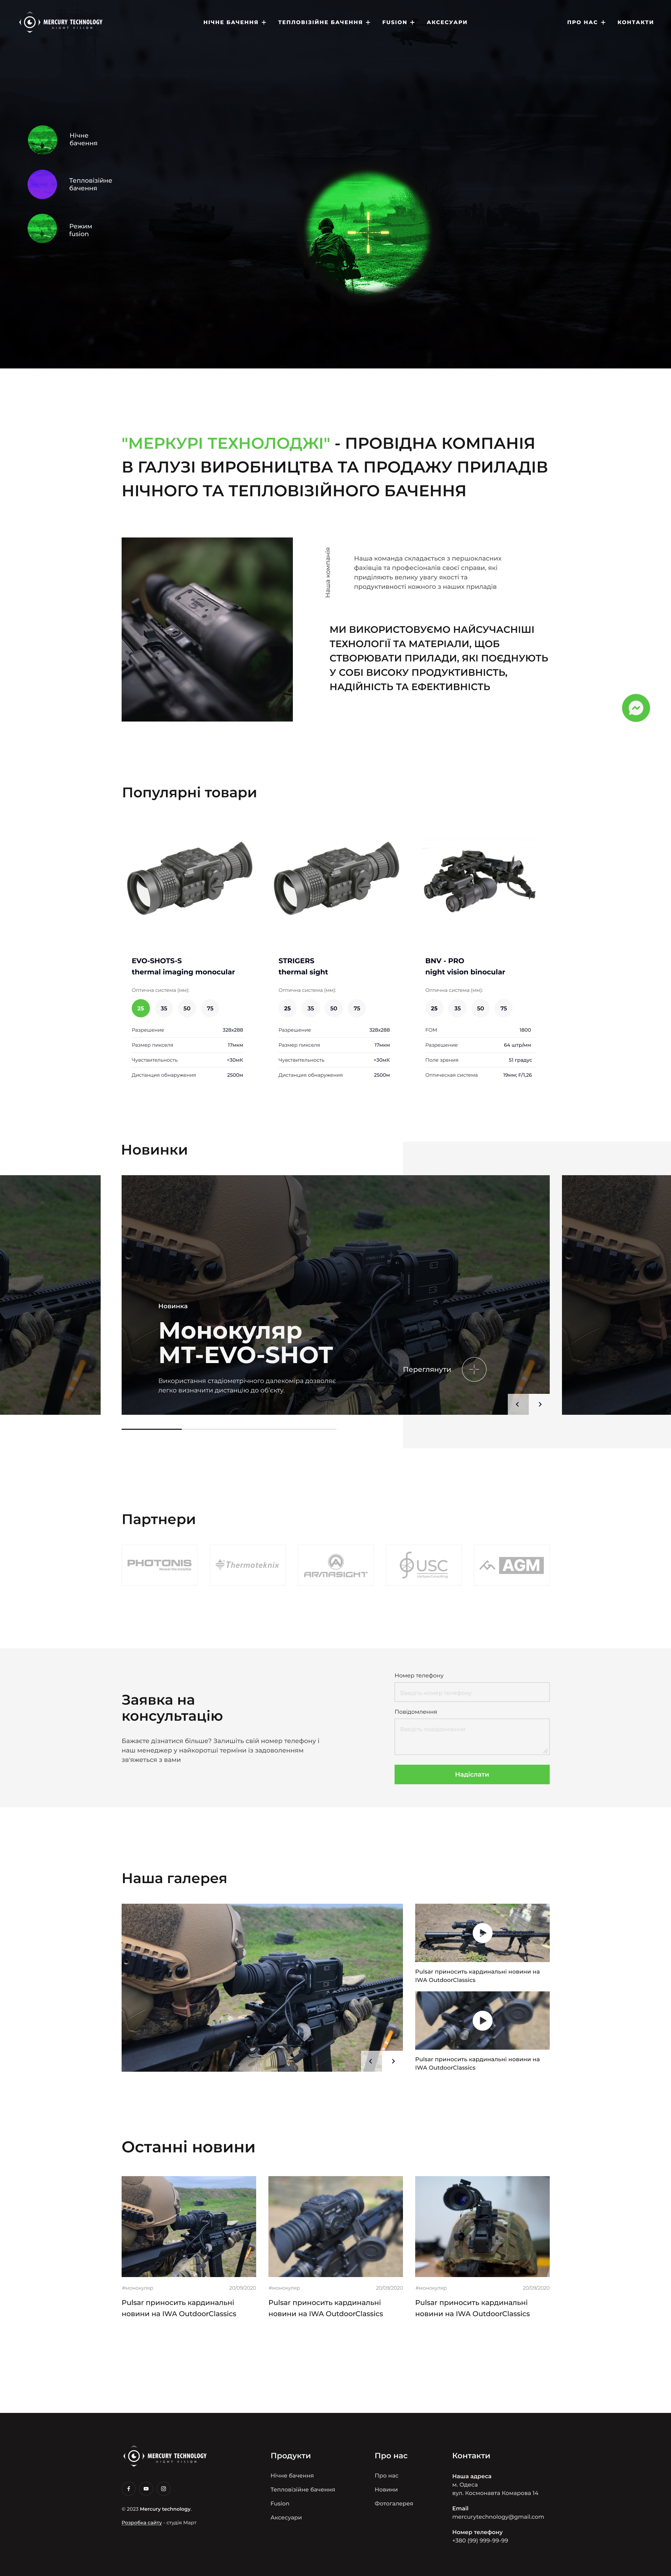 MERCURY TECHNOLOGY
NIGHT VISION
НІЧНЕ БАЧЕННЯ +
ТЕПЛОВІЗІЙНЕ БАЧЕННЯ +
FUSION +
АКСЕСУАРИ
ПРО НАС +
КОНТАКТИ
Нічне
бачення
Тепловізійне
бачення
Режим
fusion
"МЕРКУРІ ТЕХНОЛОДЖІ" - ПРОВІДНА КОМПАНІЯ
В ГАЛУЗІ ВИРОБНИЦТВА ТА ПРОДАЖУ ПРИЛАДІВ
НІЧНОГО ТА ТЕПЛОВІЗІЙНОГО БАЧЕННЯ
Наша компанія
Наша команда складається з першокласних
фахівців та професіоналів своєї справи, які
приділяють велику увагу якості та
продуктивності кожного з наших приладів
МИ ВИКОРИСТОВУЄМО НАЙСУЧАСНІШІ
ТЕХНОЛОГІЇ ТА МАТЕРІАЛИ, ЩОБ
СТВОРЮВАТИ ПРИЛАДИ, ЯКІ ПОЄДНУЮТЬ
У СОБІ ВИСОКУ ПРОДУКТИВНІСТЬ,
НАДІЙНІСТЬ ТА ЕФЕКТИВНІСТЬ
Популярні товари
EVO-SHOTS-S
thermal imaging monocular
Оптична система (мм):
25 35 50 75
Разрешение 328x288
Размер пикселя 17мкм
Чувствительность <30мК
Дистанция обнаружения 2500м
STRIGERS
thermal sight
Оптична система (мм):
25 35 50 75
Разрешение 328x288
Размер пикселя 17мкм
Чувствительность <30мК
Дистанция обнаружения 2500м
BNV - PRO
night vision binocular
Оптична система (мм):
25 35 50 75
FOM 1800
Разрешение 64 штр/мм
Поле зрения 51 градус
Оптическая система 19мм; F/1,26
Новинки
Новинка
Монокуляр
MT-EVO-SHOT
Використання стадіометрічного далекоміра дозволяє
легко визначити дистанцію до об'єкту.
Переглянути
Партнери
PHOTONIS
Thermoteknix
ARMASIGHT
USC
AGM
Заявка на
консультацію
Бажаєте дізнатися більше? Залишіть свій номер телефону і
наш менеджер у найкоротші терміни із задоволенням
зв'яжеться з вами
Номер телефону
Введіть номер телефону
Повідомлення
Введіть повідомлення
Надіслати
Наша галерея
Pulsar приносить кардинальні новини на
IWA OutdoorClassics
Pulsar приносить кардинальні новини на
IWA OutdoorClassics
Останні новини
#монокуляр 20/09/2020
Pulsar приносить кардинальні
новини на IWA OutdoorClassics
#монокуляр 20/09/2020
Pulsar приносить кардинальні
новини на IWA OutdoorClassics
#монокуляр 20/09/2020
Pulsar приносить кардинальні
новини на IWA OutdoorClassics
MERCURY TECHNOLOGY
NIGHT VISION
© 2023 Mercury technology.
Розробка сайту - студія Март
Продукти
Нічне бачення
Тепловізійне бачення
Fusion
Аксесуари
Про нас
Про нас
Новини
Фотогалерея
Контакти
Наша адреса
м. Одеса
вул. Космонавта Комарова 14
Email
mercurytechnology@gmail.com
Номер телефону
+380 (99) 999-99-99